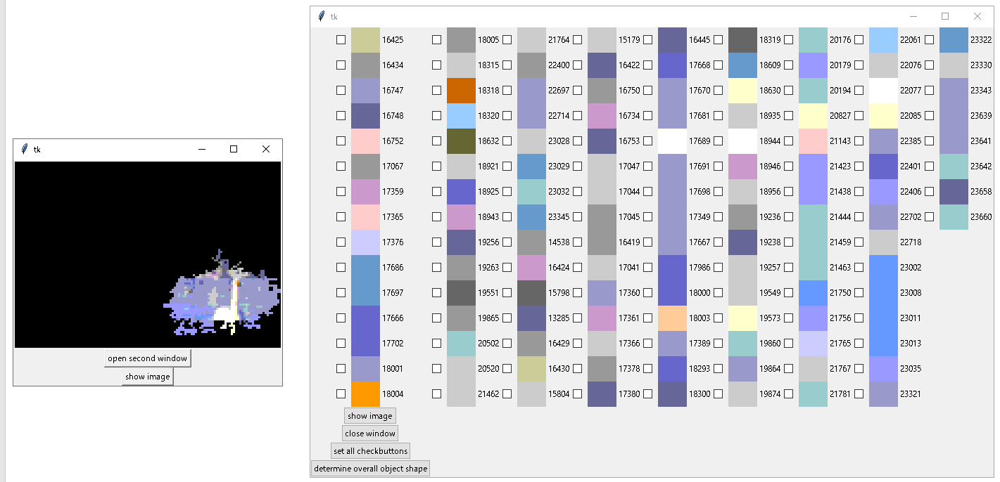 tk
open second window
show image
tk
16425 18005 21764 15179 16445 18319 20176 22061 23322
16434 18315 22400 16422 17668 18609 20179 22076 23330
16747 18318 22697 16750 17670 18630 20194 22077 23343
16748 18320 22714 16734 17681 18935 20827 22085 23639
16752 18632 23028 16753 17689 18944 21143 22385 23641
17067 18921 23029 17047 17691 18946 21423 22401 23642
17359 18925 23032 17044 17698 18956 21438 22406 23658
17365 18943 23345 17045 17349 19236 21444 22702 23660
17376 19256 14538 16419 17667 19238 21459 22718
17686 19263 16424 17041 17986 19257 21463 23002
17697 19551 15798 17360 18000 19549 21750 23008
17666 19865 13285 17361 18003 19573 21756 23011
17702 20502 16429 17366 17389 19860 21765 23013
18001 20520 16430 17378 18293 19864 21767 23035
18004 21462 15804 17380 18300 19874 21781 23321
show image
close window
set all checkbuttons
determine overall object shape